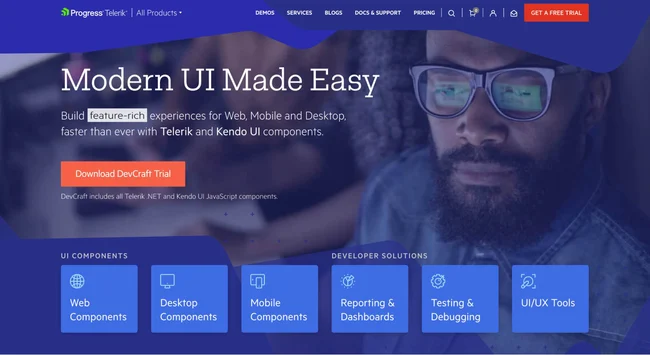 Progress Telerik | All Products
DEMOS SERVICES BLOGS DOCS & SUPPORT PRICING GET A FREE TRIAL
Modern UI Made Easy
Build feature-rich experiences for Web, Mobile and Desktop,
faster than ever with Telerik and Kendo UI components.
Download DevCraft Trial
DevCraft includes all Telerik .NET and Kendo UI JavaScript components.
UI COMPONENTS
DEVELOPER SOLUTIONS
Web
Components
Desktop
Components
Mobile
Components
Reporting &
Dashboards
Testing &
Debugging
UI/UX Tools